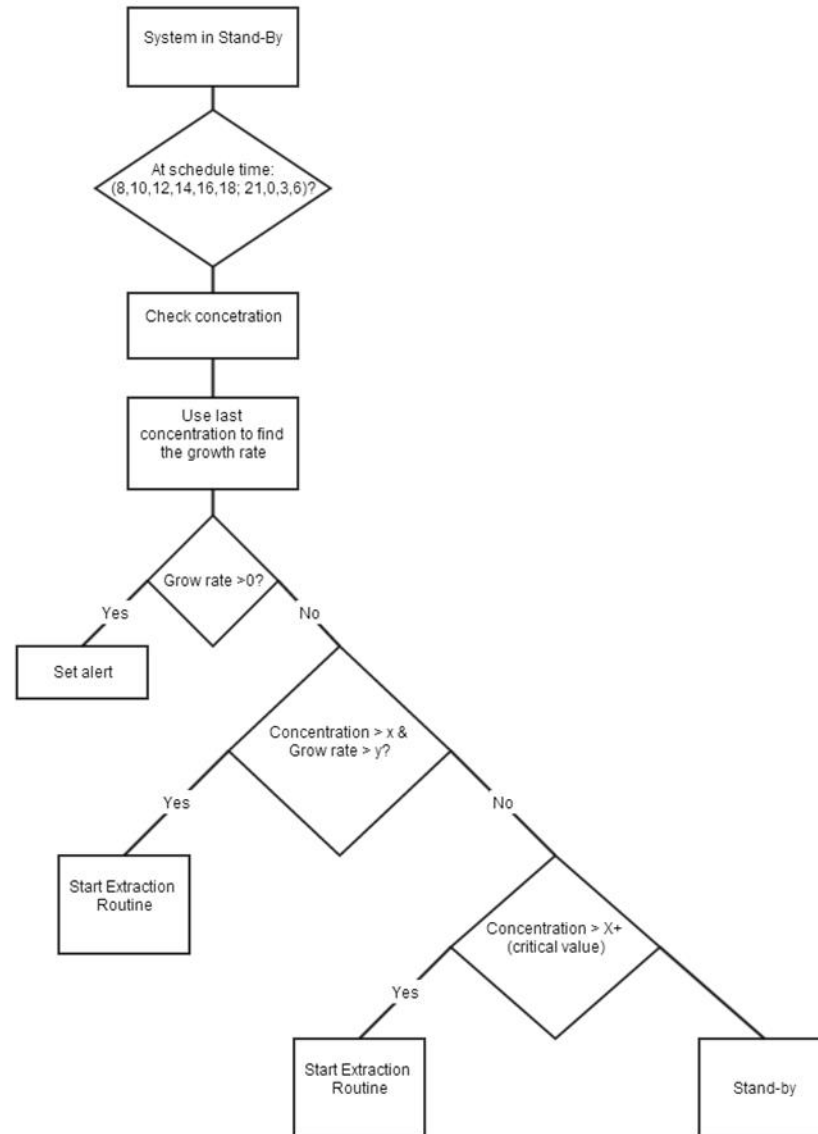 System in Stand-By
At schedule time:
(8,10,12,14,16,18; 21,0,3,6)?
Check concetration
Use last
concentration to find
the growth rate
Grow rate >0?
Yes
No
Set alert
Concentration > x &
Grow rate > y?
Yes
No
Start Extraction
Routine
Concentration > X+
(critical value)
Yes
Start Extraction
Routine
Stand-by